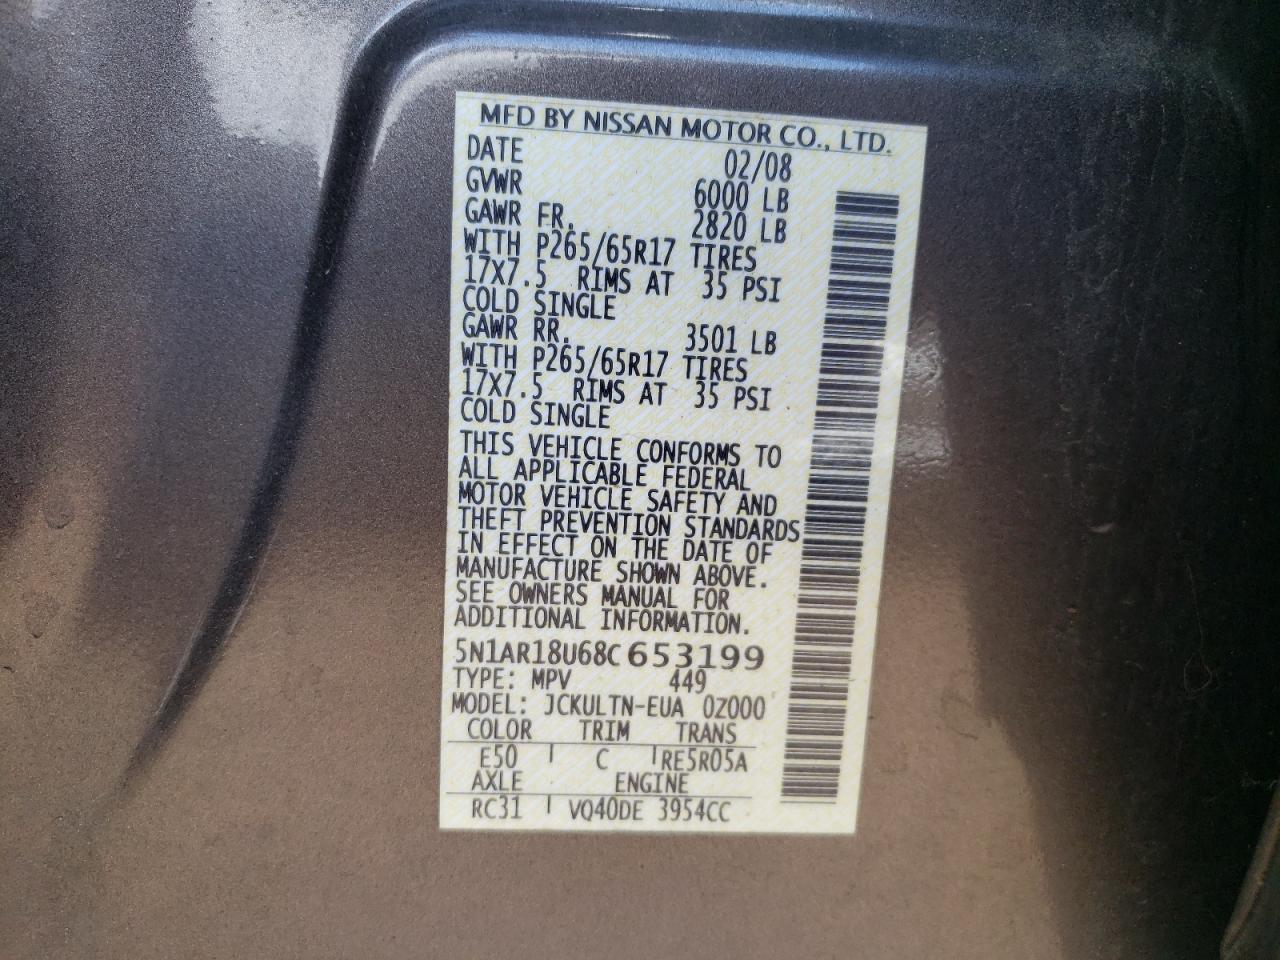 MFD BY NISSAN MOTOR CO., LTD.
DATE 02/08
GVWR 6000 LB
GAWR FR. 2820 LB
WITH P265/65R17 TIRES
17X7.5 RIMS AT 35 PSI
COLD SINGLE
GAWR RR. 3501 LB
WITH P265/65R17 TIRES
17X7.5 RIMS AT 35 PSI
COLD SINGLE
THIS VEHICLE CONFORMS TO
ALL APPLICABLE FEDERAL
MOTOR VEHICLE SAFETY AND
THEFT PREVENTION STANDARDS
IN EFFECT ON THE DATE OF
MANUFACTURE SHOWN ABOVE.
SEE OWNERS MANUAL FOR
ADDITIONAL INFORMATION.
5N1AR18U68C653199
TYPE: MPV 449
MODEL: JCKULTN-EUA 0Z000
COLOR TRIM TRANS
E50 C RE5R05A
AXLE ENGINE
RC31 VQ40DE 3954CC